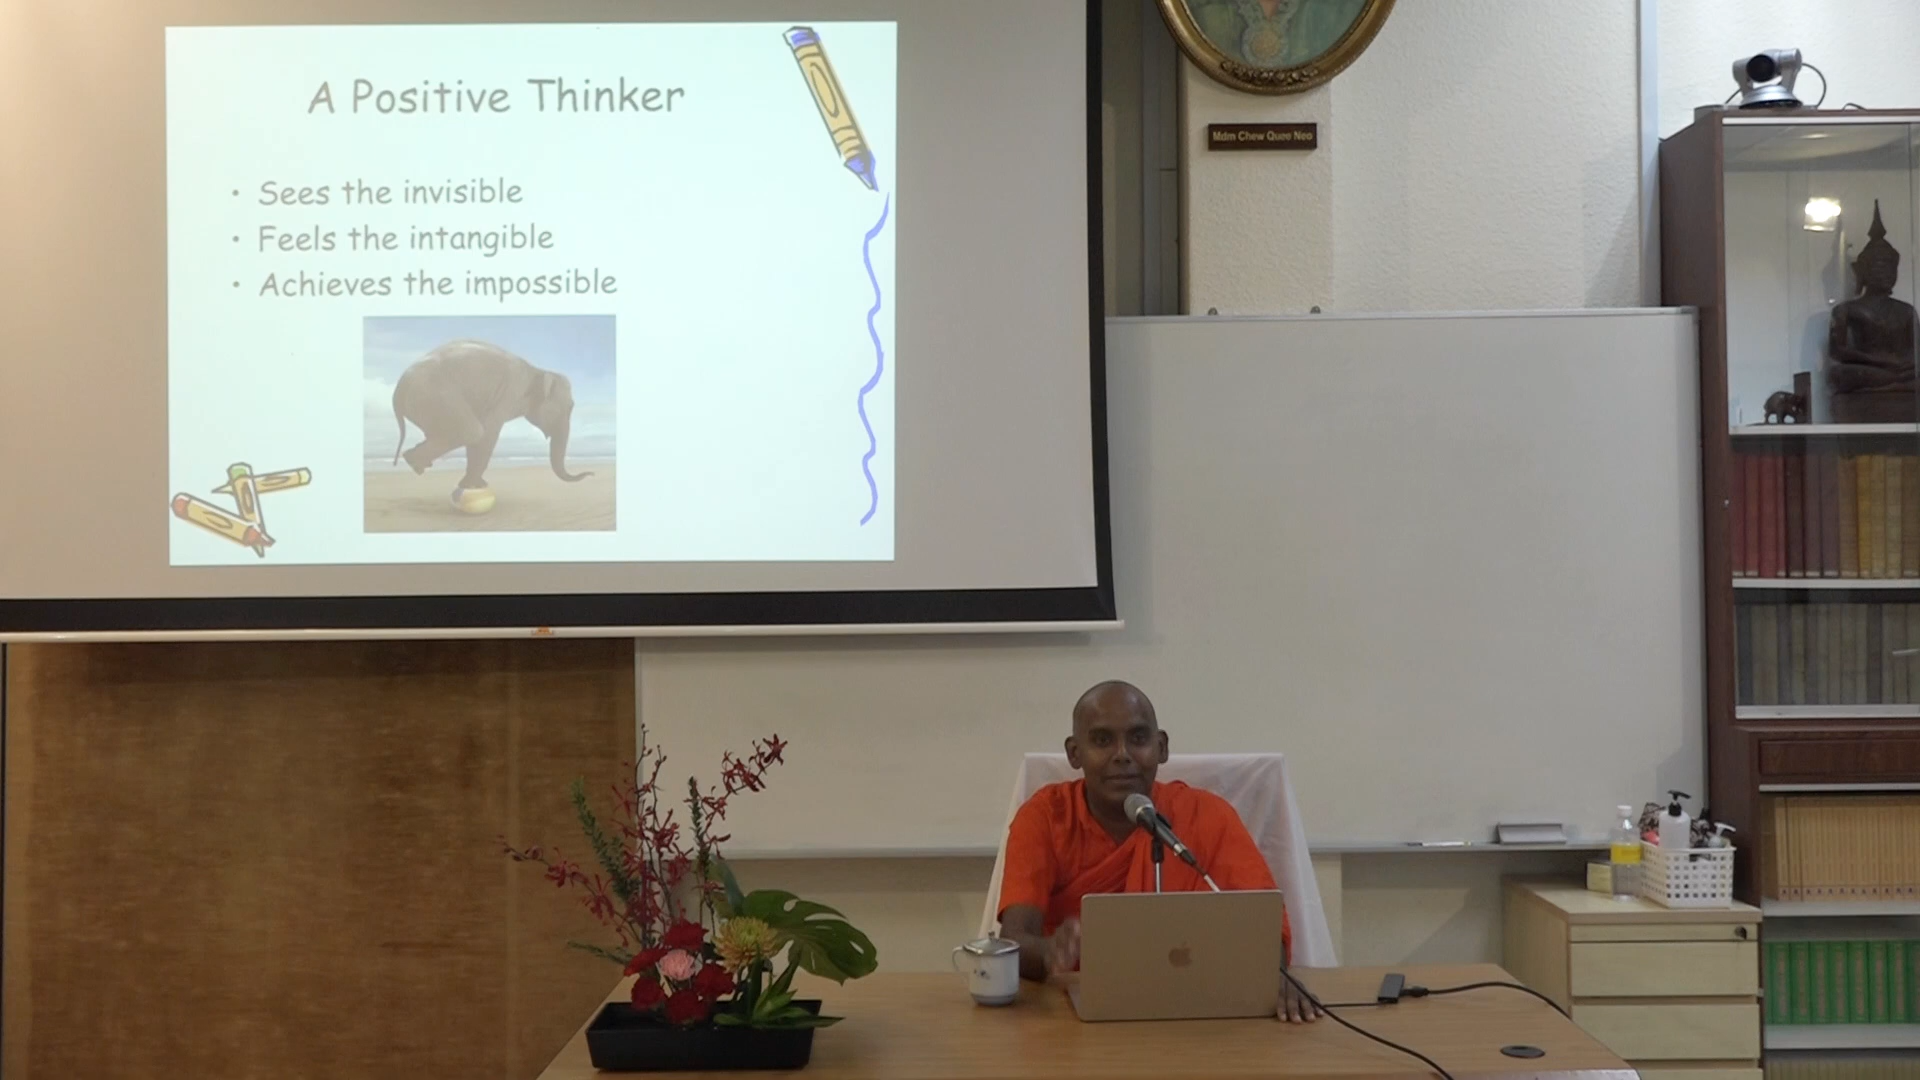 A Positive Thinker
• Sees the invisible
• Feels the intangible
• Achieves the impossible
Mdm Chew Quee Neo